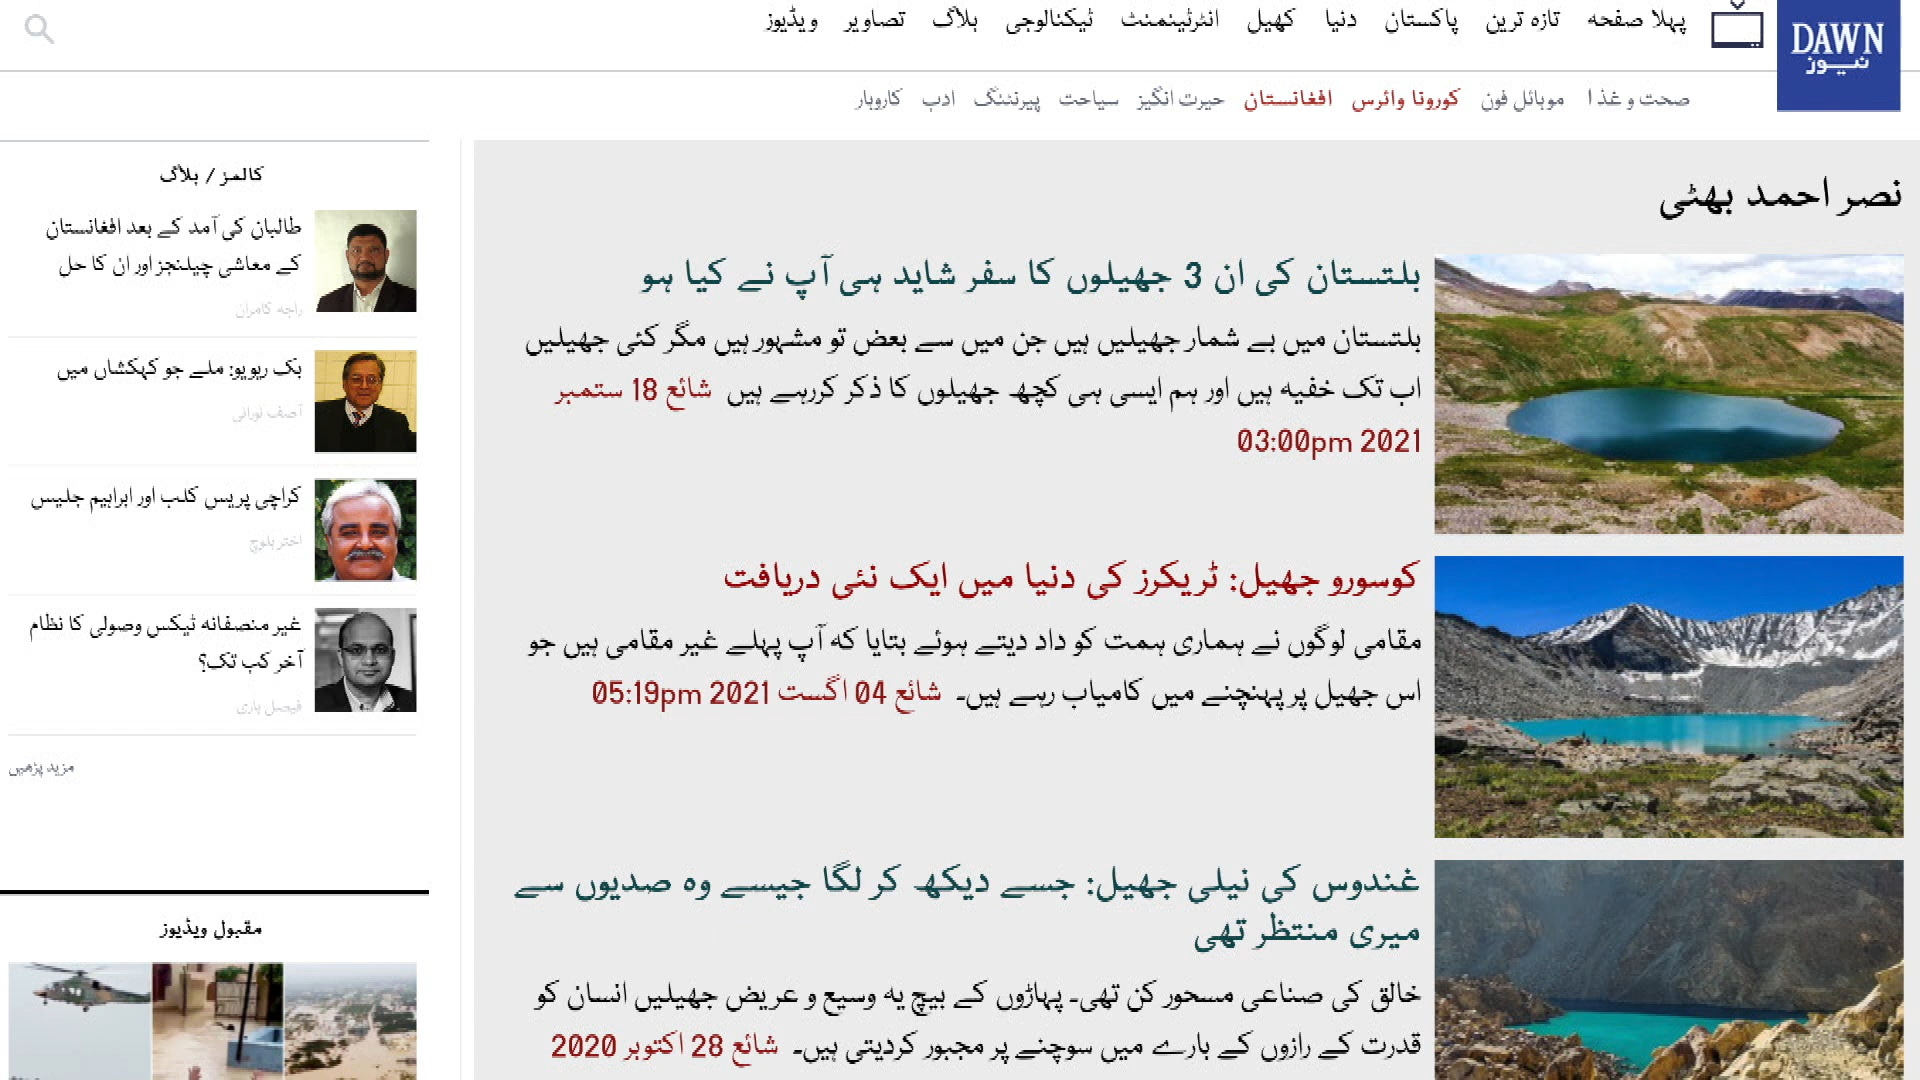 DAWN
نیوز
پہلا صفحہ تازہ ترین پاکستان دنیا کھیل انٹرٹینمنٹ ٹیکنالوجی بلاگ تصاویر ویڈیوز
صحت و غذا موبائل فون کورونا وائرس افغانستان حیرت انگیز سیاحت پیرنٹنگ ادب کاروبار
نصر احمد بھٹی
بلتستان کی ان 3 جھیلوں کا سفر شاید ہی آپ نے کیا ہو
بلتستان میں بے شمار جھیلیں ہیں جن میں سے بعض تو مشہور ہیں مگر کئی جھیلیں
اب تک خفیہ ہیں اور ہم ایسی ہی کچھ جھیلوں کا ذکر کررہے ہیں شائع 18 ستمبر
2021 03:00pm
کوسورو جھیل: ٹریکرز کی دنیا میں ایک نئی دریافت
مقامی لوگوں نے ہماری ہمت کو داد دیتے ہوئے بتایا کہ آپ پہلے غیر مقامی ہیں جو
اس جھیل پر پہنچنے میں کامیاب رہے ہیں۔ شائع 04 اگست 2021 05:19pm
غندوس کی نیلی جھیل: جسے دیکھ کر لگا جیسے وہ صدیوں سے
میری منتظر تھی
خالق کی صناعی مسحور کن تھی۔ پہاڑوں کے بیچ یہ وسیع و عریض جھیلیں انسان کو
قدرت کے رازوں کے بارے میں سوچنے پر مجبور کردیتی ہیں۔ شائع 28 اکتوبر 2020
کالمز / بلاگ
طالبان کی آمد کے بعد افغانستان
کے معاشی چیلنجز اور ان کا حل
راجہ کامران
بک ریویو: ملے جو کہکشاں میں
آصف نورانی
کراچی پریس کلب اور ابراہیم جلیس
اختر بلوچ
غیر منصفانہ ٹیکس وصولی کا نظام
آخر کب تک؟
فیصل باری
مزید پڑھیں
مقبول ویڈیوز